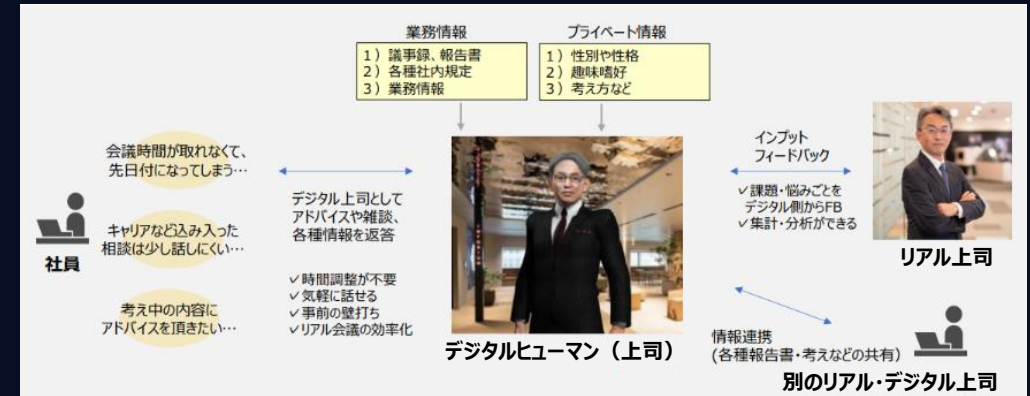 業務情報
1）議事録、報告書
2）各種社内規定
3）業務情報
プライベート情報
1）性別や性格
2）趣味嗜好
3）考え方など
会議時間が取れなくて、
先日付になってしまう…
キャリアなど込み入った
相談は少し話しにくい…
考え中の内容に
アドバイスを頂きたい…
社員
デジタル上司として
アドバイスや雑談、
各種情報を返答
✓時間調整が不要
✓気軽に話せる
✓事前の壁打ち
✓リアル会議の効率化
デジタルヒューマン（上司）
インプット
フィードバック
✓課題・悩みごとを
デジタル側からFB
✓集計・分析ができる
リアル上司
情報連携
(各種報告書・考えなどの共有)
別のリアル・デジタル上司